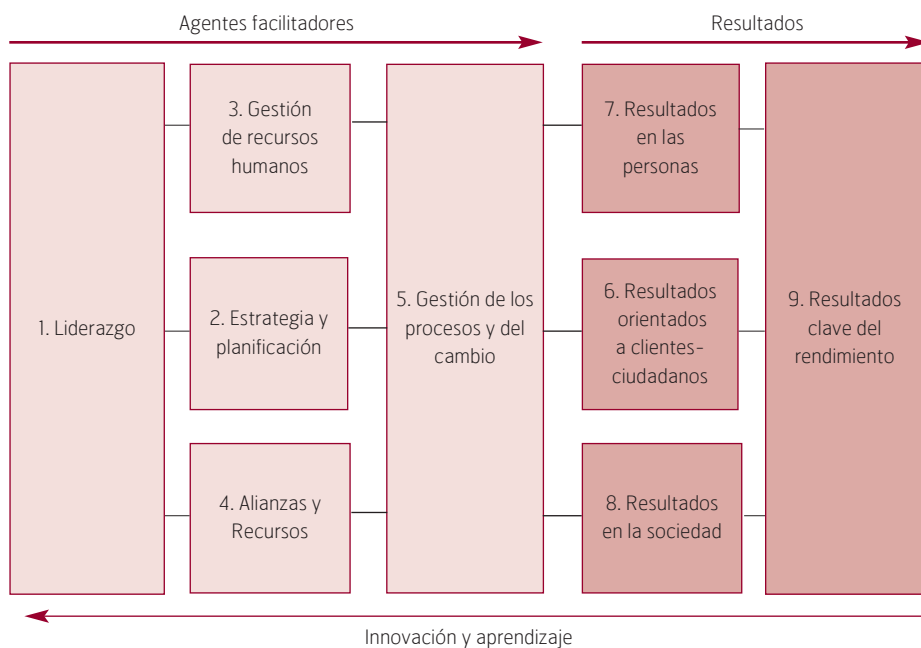 Agentes facilitadores
Resultados
1. Liderazgo
3. Gestión
de recursos
humanos
2. Estrategia y
planificación
4. Alianzas y
Recursos
5. Gestión de los
procesos y del
cambio
7. Resultados
en las
personas
6. Resultados
orientados
a clientes-
ciudadanos
8. Resultados
en la sociedad
9. Resultados
clave del
rendimiento
Innovación y aprendizaje